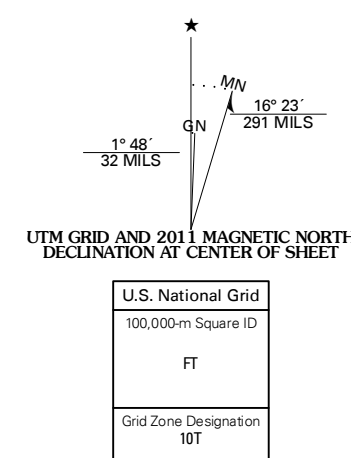 ★
MN
16° 23´
291 MILS
GN
1° 48´
32 MILS
UTM GRID AND 2011 MAGNETIC NORTH
DECLINATION AT CENTER OF SHEET
U.S. National Grid
100,000-m Square ID
FT
Grid Zone Designation
10T